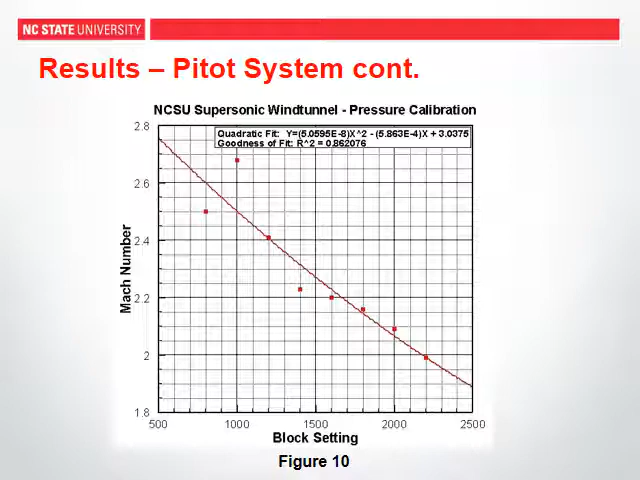 NC STATE UNIVERSITY
Results – Pitot System cont.
NCSU Supersonic Windtunnel - Pressure Calibration
Quadratic Fit: Y=(5.0595E-8)X^2 - (5.863E-4)X + 3.0375
Goodness of Fit: R^2 = 0.862076
2.8
2.6
2.4
2.2
2
1.8
Mach Number
500 1000 1500 2000 2500
Block Setting
Figure 10